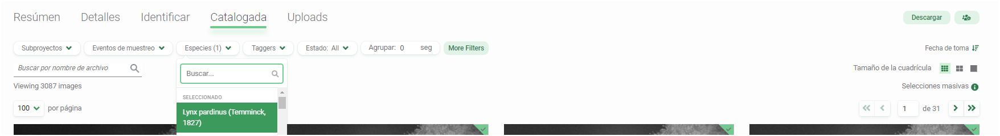 Resúmen Detalles Identificar Catalogada Uploads Descargar
Subproyectos Eventos de muestreo Especies (1) Taggers Estado: All Agrupar: 0 seg More Filters Fecha de toma
Buscar por nombre de archivo Buscar... Tamaño de la cuadrícula
Viewing 3087 images Selecciones masivas
SELECCIONADO
100 por página Lynx pardinus (Temminck, 1 de 31
1827)